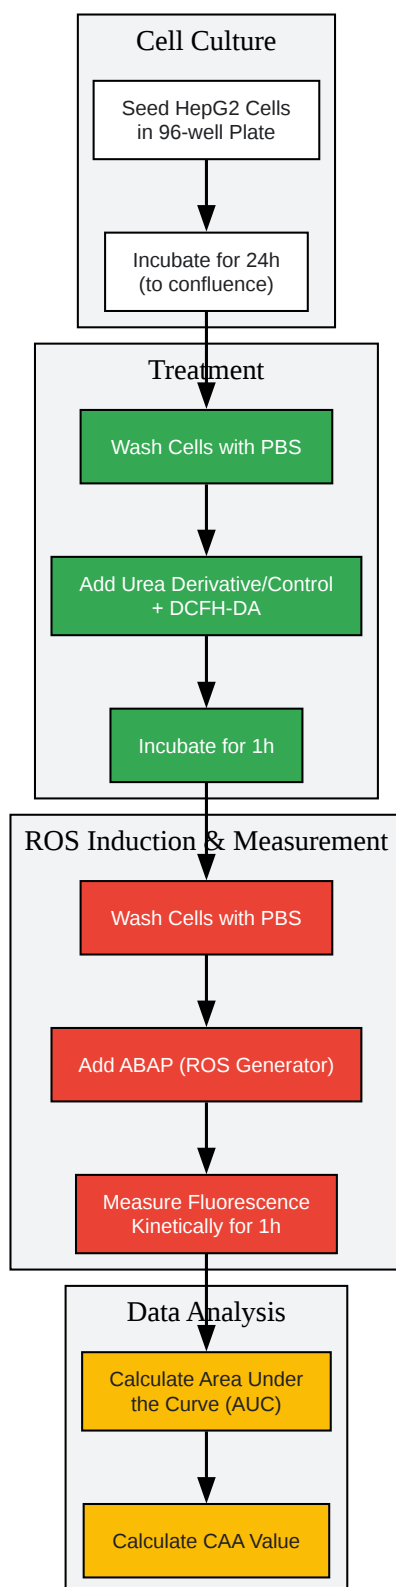 Cell Culture
Seed HepG2 Cells
in 96-well Plate
Incubate for 24h
(to confluence)
Treatment
Wash Cells with PBS
Add Urea Derivative/Control
+ DCFH-DA
Incubate for 1h
ROS Induction & Measurement
Wash Cells with PBS
Add ABAP (ROS Generator)
Measure Fluorescence
Kinetically for 1h
Data Analysis
Calculate Area Under
the Curve (AUC)
Calculate CAA Value